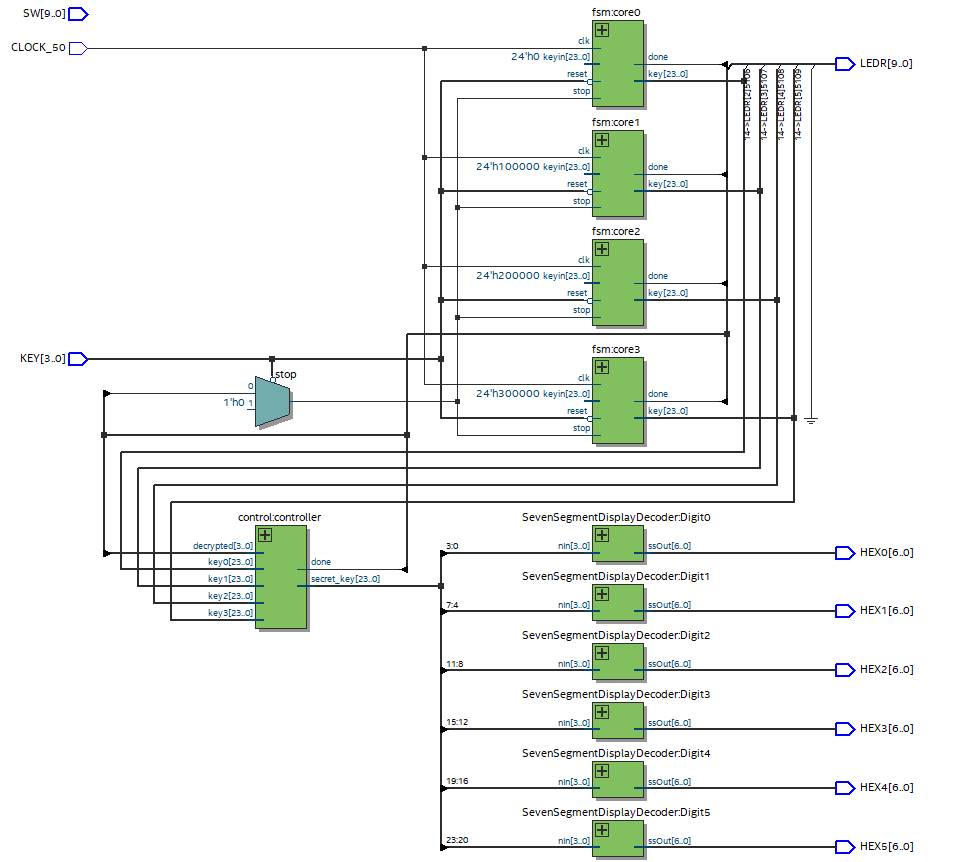 SW[9..0]
CLOCK_50
fsm:core0
clk
24'h0 keyin[23..0]
reset
stop
done
key[23..0]
LEDR[9..0]
14->LEDR[2]5106
14->LEDR[3]5107
14->LEDR[4]5108
14->LEDR[5]5109
fsm:core1
clk
24'h100000 keyin[23..0]
reset
stop
done
key[23..0]
fsm:core2
clk
24'h200000 keyin[23..0]
reset
stop
done
key[23..0]
KEY[3..0]
fsm:core3
clk
24'h300000 keyin[23..0]
reset
stop
done
key[23..0]
stop
0
1'h0 1
control:controller
decrypted[3..0]
key0[23..0]
key1[23..0]
key2[23..0]
key3[23..0]
done
secret_key[23..0]
SevenSegmentDisplayDecoder:Digit0
3:0 nIn[3..0] ssOut[6..0] HEX0[6..0]
SevenSegmentDisplayDecoder:Digit1
7:4 nIn[3..0] ssOut[6..0] HEX1[6..0]
SevenSegmentDisplayDecoder:Digit2
11:8 nIn[3..0] ssOut[6..0] HEX2[6..0]
SevenSegmentDisplayDecoder:Digit3
15:12 nIn[3..0] ssOut[6..0] HEX3[6..0]
SevenSegmentDisplayDecoder:Digit4
19:16 nIn[3..0] ssOut[6..0] HEX4[6..0]
SevenSegmentDisplayDecoder:Digit5
23:20 nIn[3..0] ssOut[6..0] HEX5[6..0]